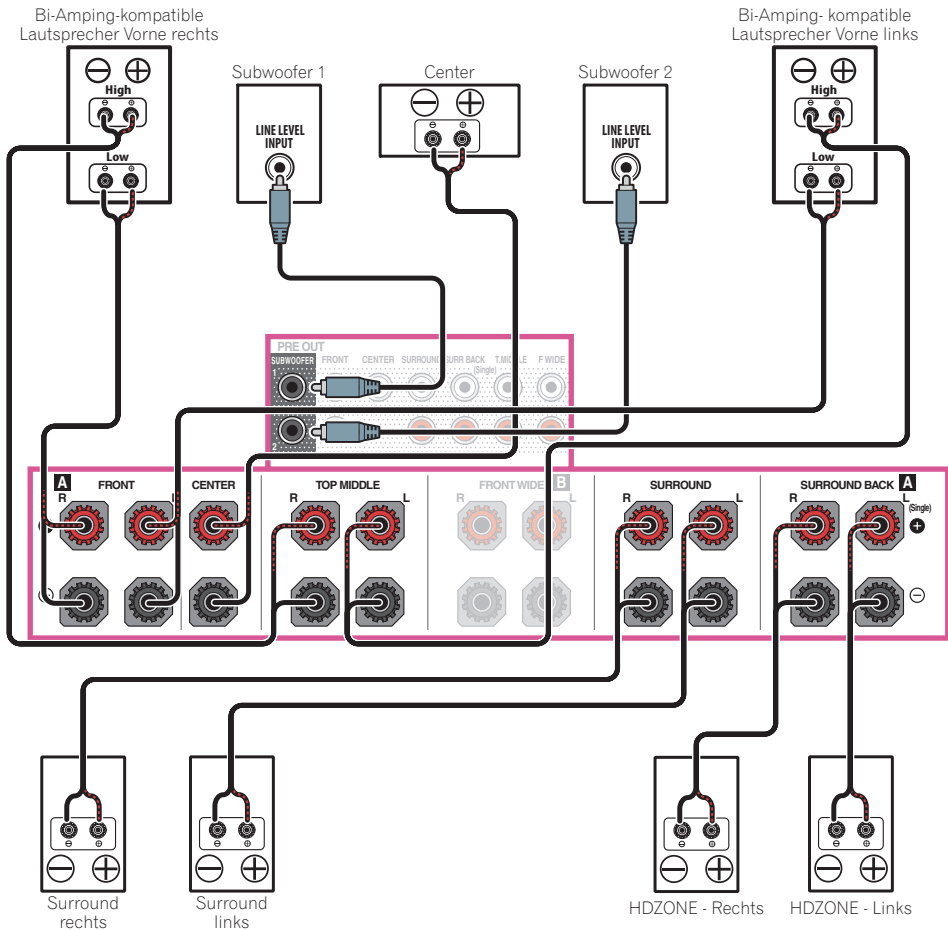 Bi-Amping-kompatible
Lautsprecher Vorne rechts
Bi-Amping- kompatible
Lautsprecher Vorne links
Subwoofer 1
Center
Subwoofer 2
High
Low
LINE LEVEL
INPUT
LINE LEVEL
INPUT
High
Low
PRE OUT
SUBWOOFER
FRONT
CENTER
SURROUND
SURR BACK
(Single)
T.MIDDLE
F WIDE
1
2
A
FRONT
R
L
CENTER
TOP MIDDLE
R
L
FRONT WIDE
B
R
L
SURROUND
R
L
SURROUND BACK
A
R
L
(Single)
Surround
rechts
Surround
links
HDZONE - Rechts
HDZONE - Links